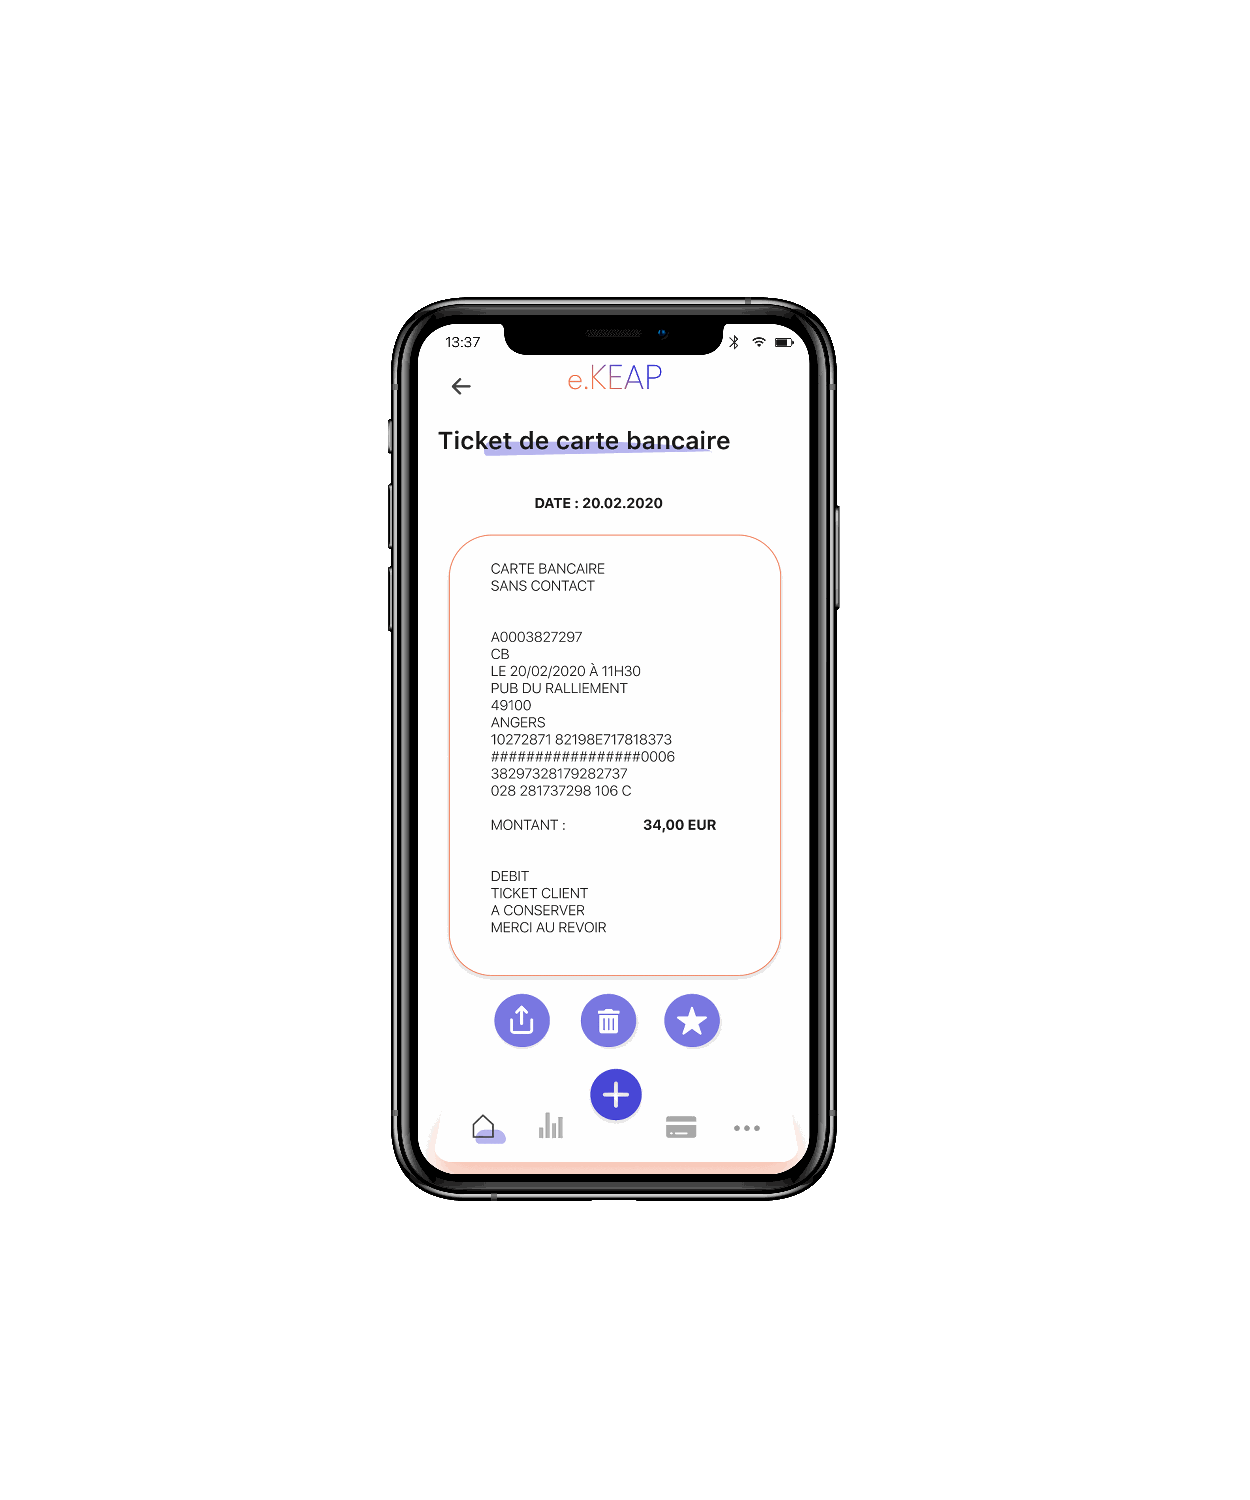 13:37
e.KEAP
Ticket de carte bancaire
DATE : 20.02.2020
CARTE BANCAIRE
SANS CONTACT
A0003827297
CB
LE 20/02/2020 À 11H30
PUB DU RALLIEMENT
49100
ANGERS
10272871 82198E717818373
#################0006
38297328179282737
028 281737298 106 C
MONTANT : 34,00 EUR
DEBIT
TICKET CLIENT
A CONSERVER
MERCI AU REVOIR